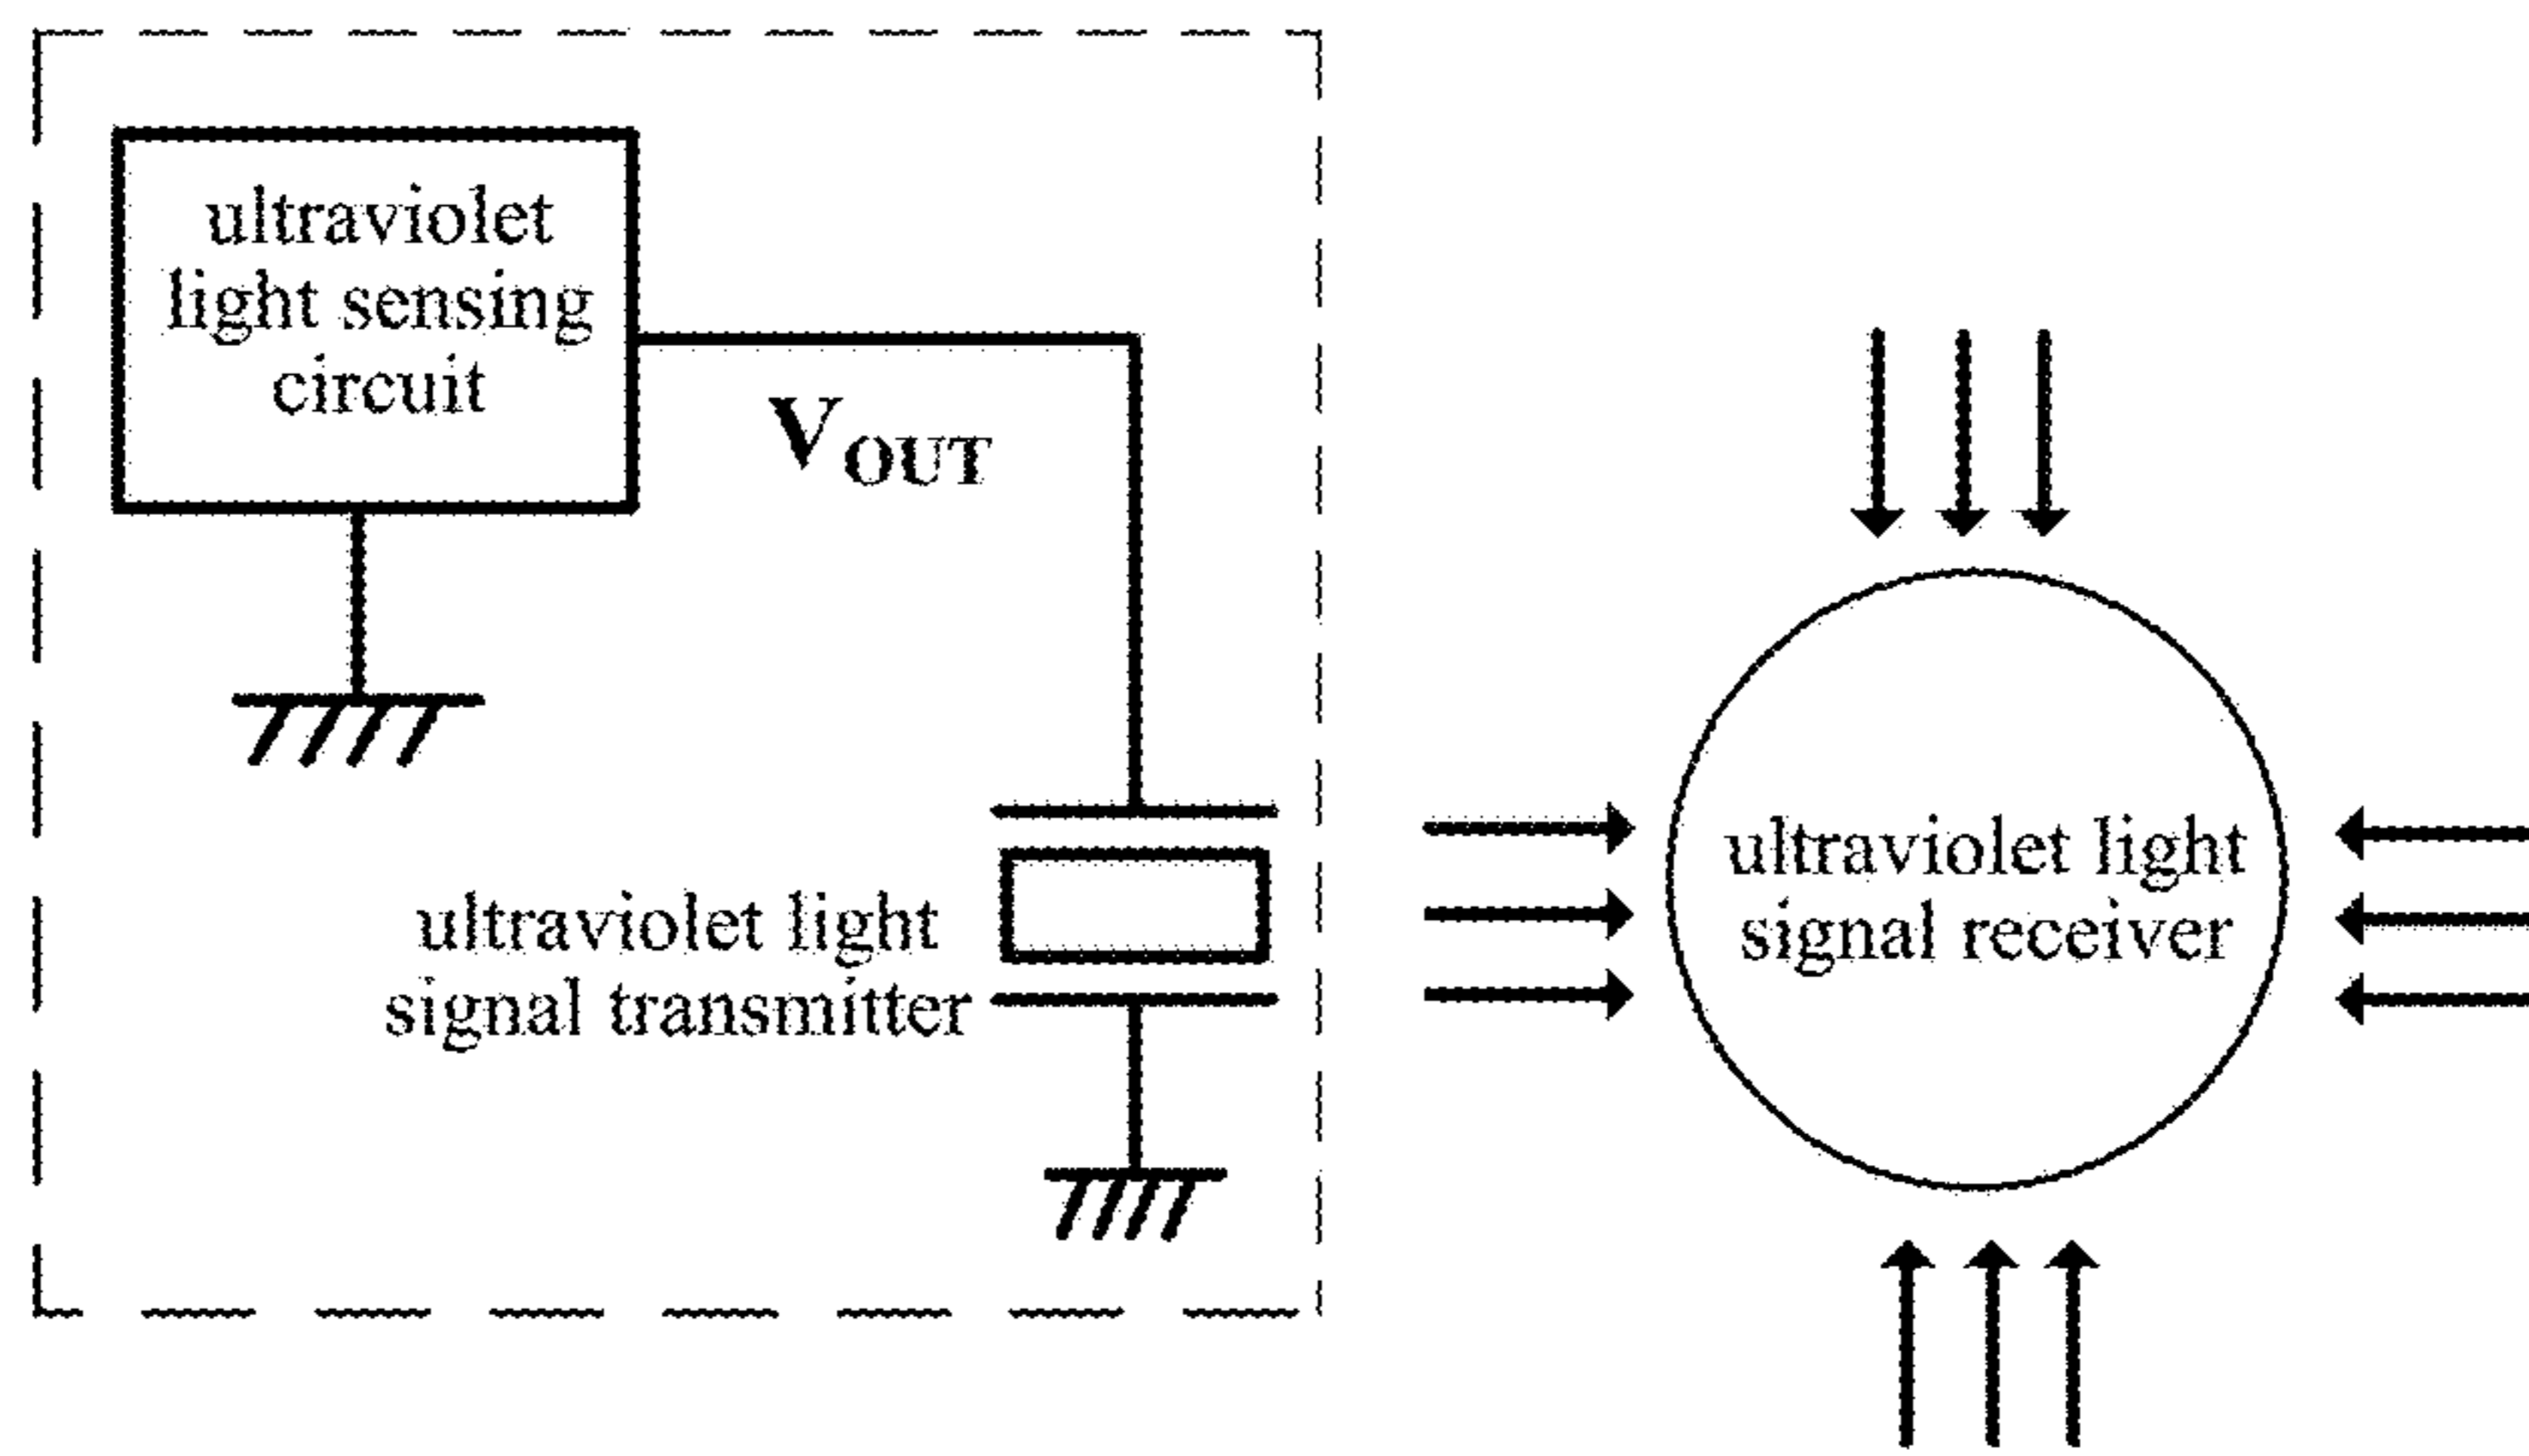 ultraviolet
light sensing
circuit
VOUT
ultraviolet light
signal transmitter
ultraviolet light
signal receiver